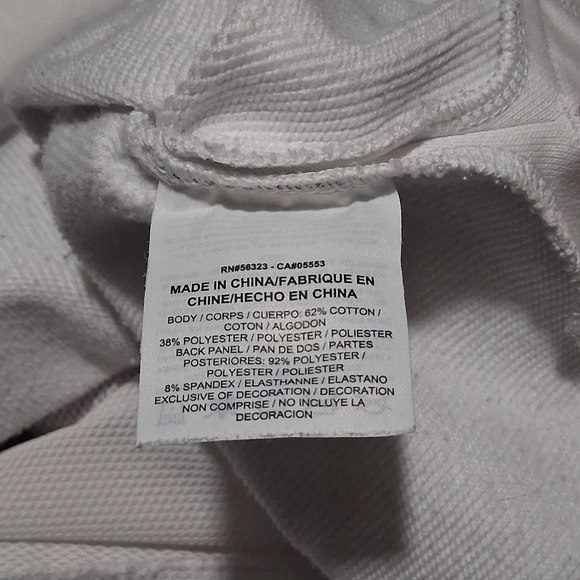 RN#56323 - CA#05553
MADE IN CHINA/FABRIQUE EN
CHINE/HECHO EN CHINA
BODY / CORPS / CUERPO: 62% COTTON /
COTON / ALGODON
38% POLYESTER / POLYESTER / POLIESTER
BACK PANEL / PAN DE DOS / PARTES
POSTERIORES: 92% POLYESTER /
POLYESTER / POLIESTER
8% SPANDEX / ELASTHANNE / ELASTANO
EXCLUSIVE OF DECORATION / DECORATION
NON COMPRISE / NO INCLUYE LA
DECORACION